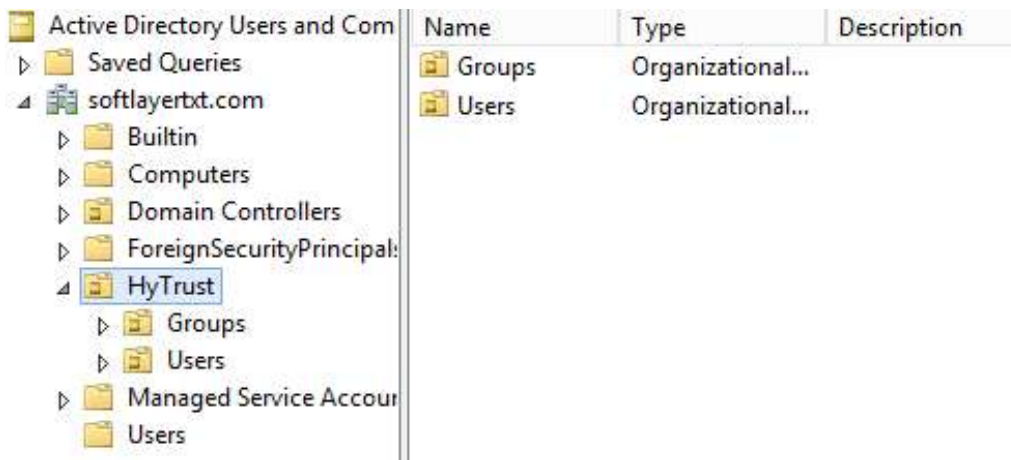 Active Directory Users and Com
Saved Queries
softlayertxt.com
Builtin
Computers
Domain Controllers
ForeignSecurityPrincipals
HyTrust
Groups
Users
Managed Service Accour
Users
Name Type Description
Groups Organizational...
Users Organizational...